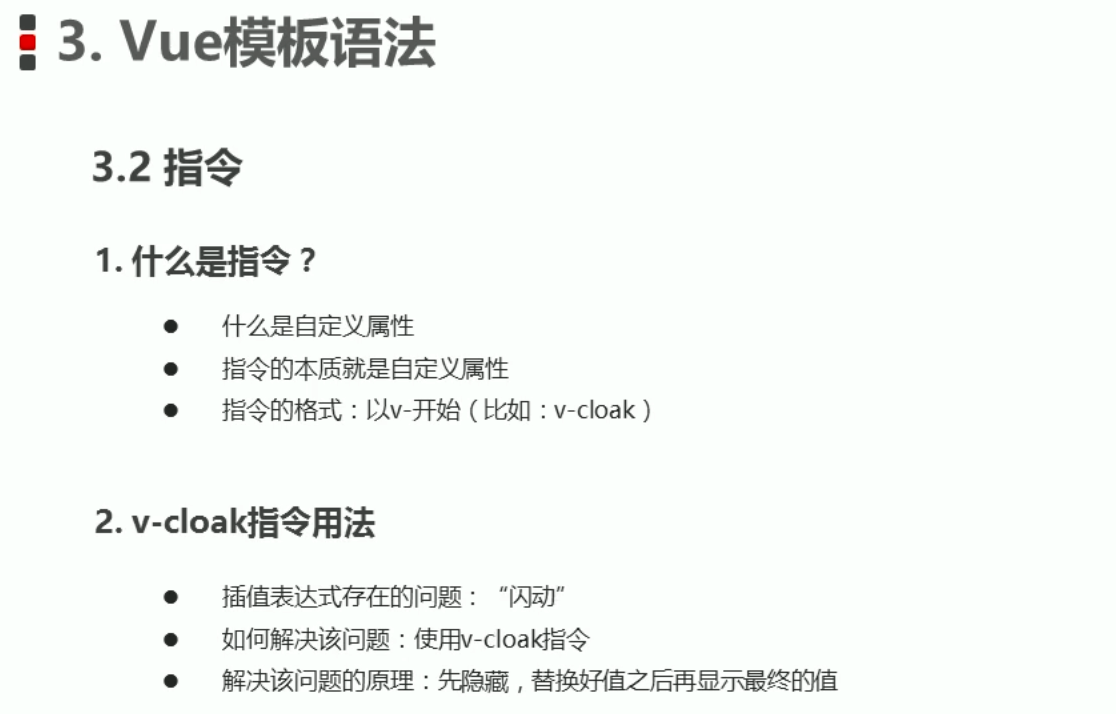 3. Vue模板语法
3.2 指令
1. 什么是指令？
● 什么是自定义属性
● 指令的本质就是自定义属性
● 指令的格式：以v-开始（比如：v-cloak）
2. v-cloak指令用法
● 插值表达式存在的问题：“闪动”
● 如何解决该问题：使用v-cloak指令
● 解决该问题的原理：先隐藏，替换好值之后再显示最终的值